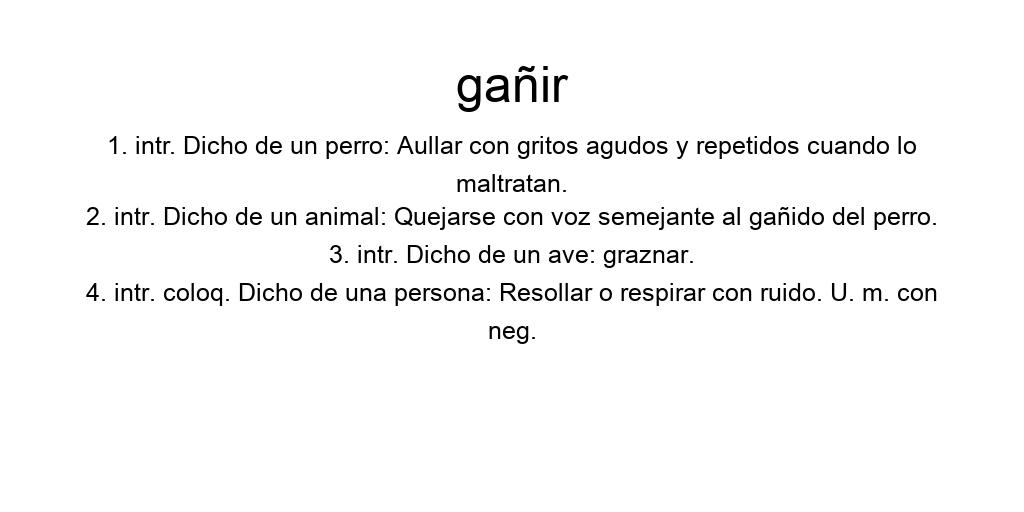 gañir
1. intr. Dicho de un perro: Aullar con gritos agudos y repetidos cuando lo
maltratan.
2. intr. Dicho de un animal: Quejarse con voz semejante al gañido del perro.
3. intr. Dicho de un ave: graznar.
4. intr. coloq. Dicho de una persona: Resollar o respirar con ruido. U. m. con
neg.